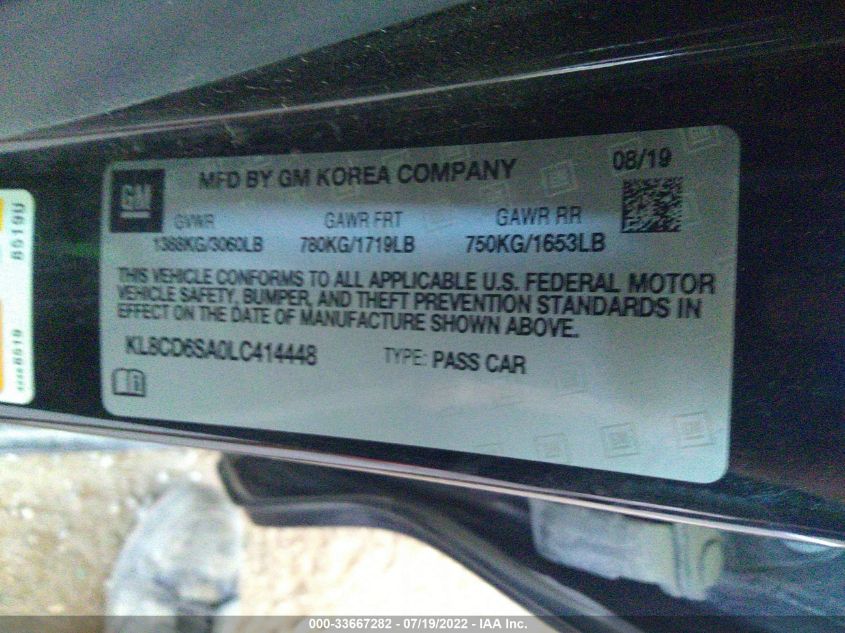 GM
MFD BY GM KOREA COMPANY
08/19
GVWR GAWR FRT GAWR RR
1388KG/3060LB 780KG/1719LB 750KG/1653LB
THIS VEHICLE CONFORMS TO ALL APPLICABLE U.S. FEDERAL MOTOR
VEHICLE SAFETY, BUMPER, AND THEFT PREVENTION STANDARDS IN
EFFECT ON THE DATE OF MANUFACTURE SHOWN ABOVE.
KL8CD6SA0LC414448 TYPE: PASS CAR
000-33667282 - 07/19/2022 - IAA Inc.